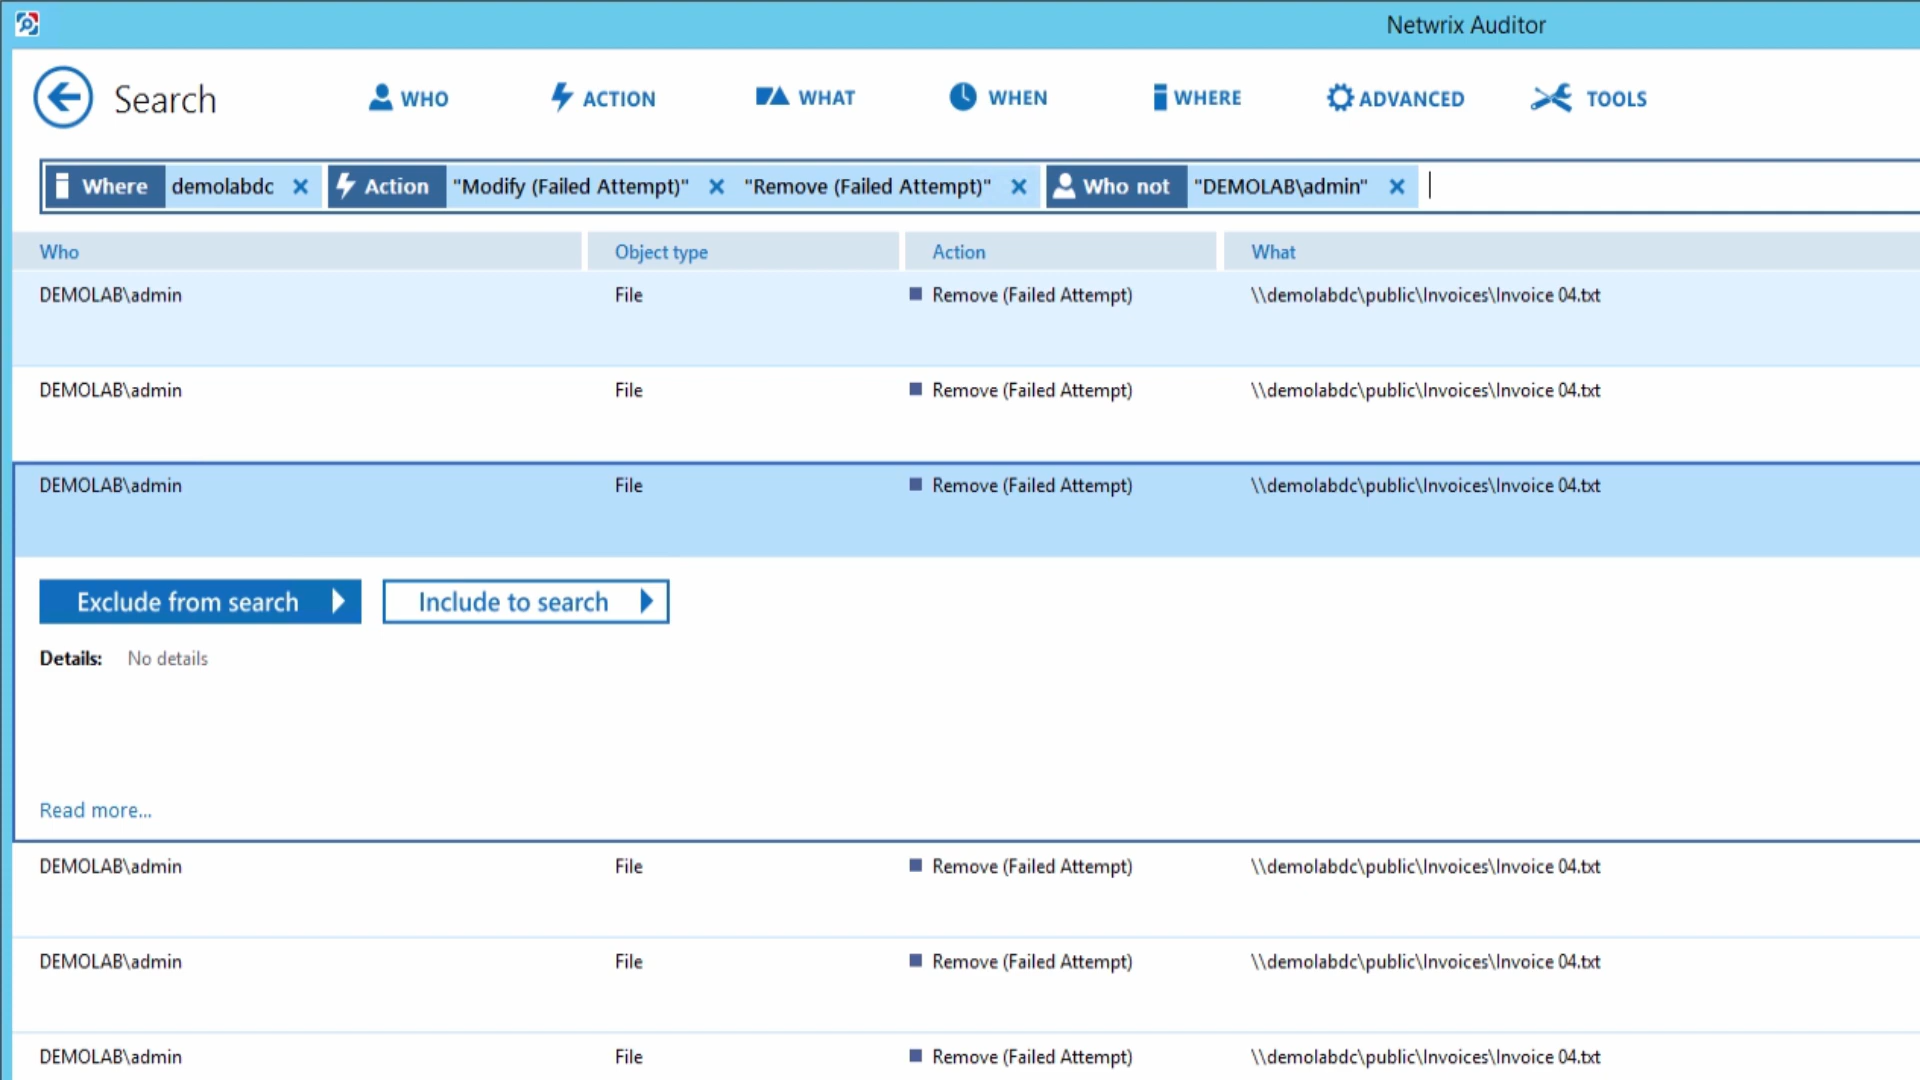 Netwrix Auditor
Search WHO ACTION WHAT WHEN WHERE ADVANCED TOOLS
Where demolabdc Action "Modify (Failed Attempt)" "Remove (Failed Attempt)" Who not "DEMOLAB\admin"
Who Object type Action What
DEMOLAB\admin File Remove (Failed Attempt) \\demolabdc\public\Invoices\Invoice 04.txt
DEMOLAB\admin File Remove (Failed Attempt) \\demolabdc\public\Invoices\Invoice 04.txt
DEMOLAB\admin File Remove (Failed Attempt) \\demolabdc\public\Invoices\Invoice 04.txt
Exclude from search Include to search
Details: No details
Read more...
DEMOLAB\admin File Remove (Failed Attempt) \\demolabdc\public\Invoices\Invoice 04.txt
DEMOLAB\admin File Remove (Failed Attempt) \\demolabdc\public\Invoices\Invoice 04.txt
DEMOLAB\admin File Remove (Failed Attempt) \\demolabdc\public\Invoices\Invoice 04.txt